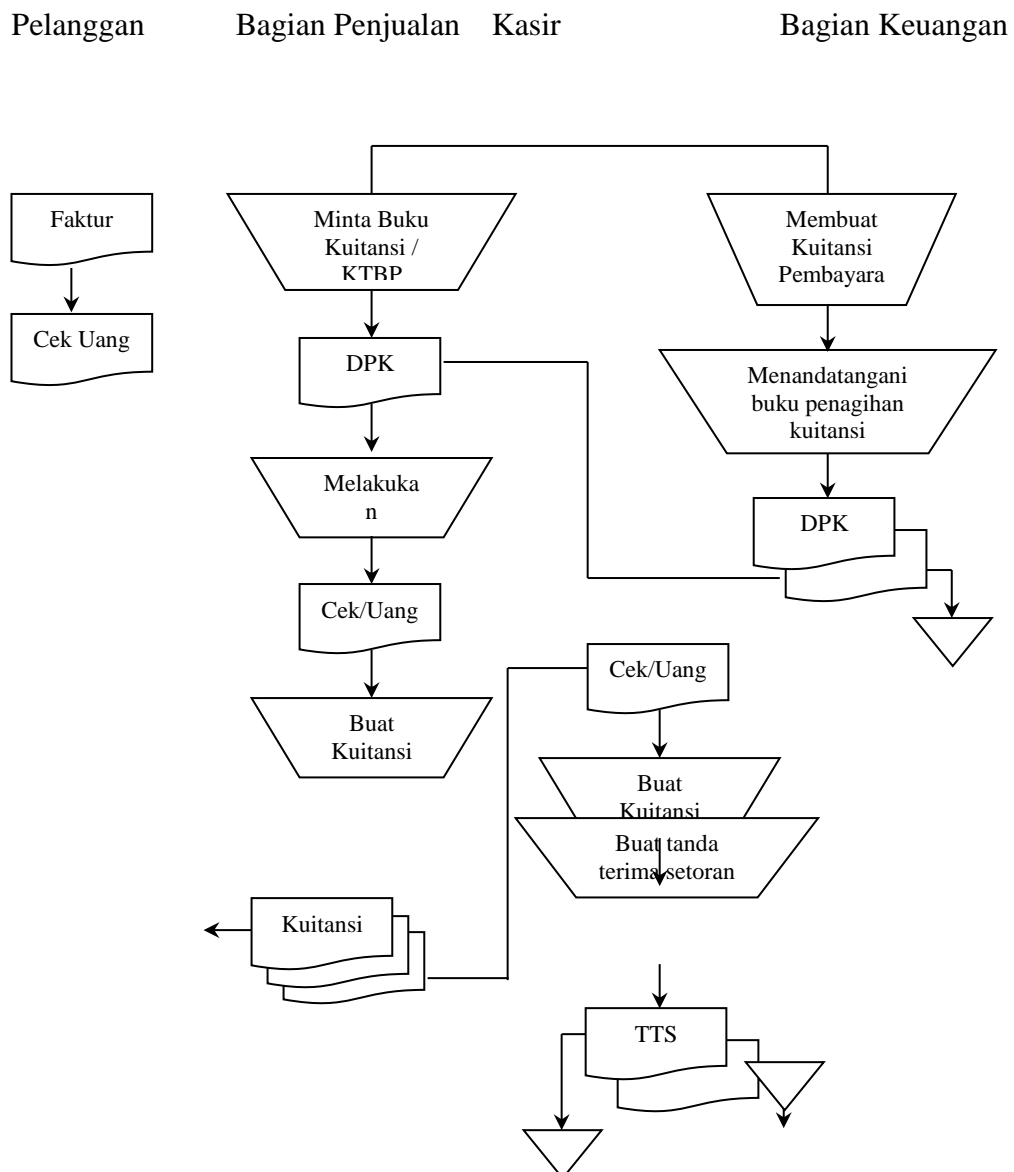 Pelanggan Bagian Penjualan Kasir Bagian Keuangan
Faktur
Cek Uang
Minta Buku
Kuitansi /
KTBP
DPK
Melakuka
n
Cek/Uang
Buat
Kuitansi
Kuitansi
Cek/Uang
Buat
Kuitansi
Buat tanda
terima setoran
TTS
Membuat
Kuitansi
Pembayara
Menandatangani
buku penagihan
kuitansi
DPK